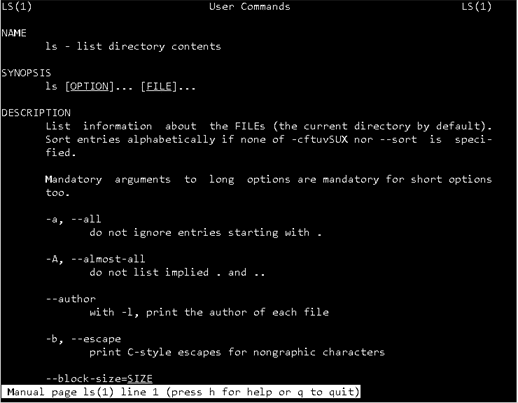 LS(1) User Commands LS(1)
NAME
ls - list directory contents
SYNOPSIS
ls [OPTION]... [FILE]...
DESCRIPTION
List information about the FILEs (the current directory by default).
Sort entries alphabetically if none of -cftuvSUX nor --sort is speci-
fied.
Mandatory arguments to long options are mandatory for short options
too.
-a, --all
do not ignore entries starting with .
-A, --almost-all
do not list implied . and ..
--author
with -l, print the author of each file
-b, --escape
print C-style escapes for nongraphic characters
--block-size=SIZE
Manual page ls(1) line 1 (press h for help or q to quit)